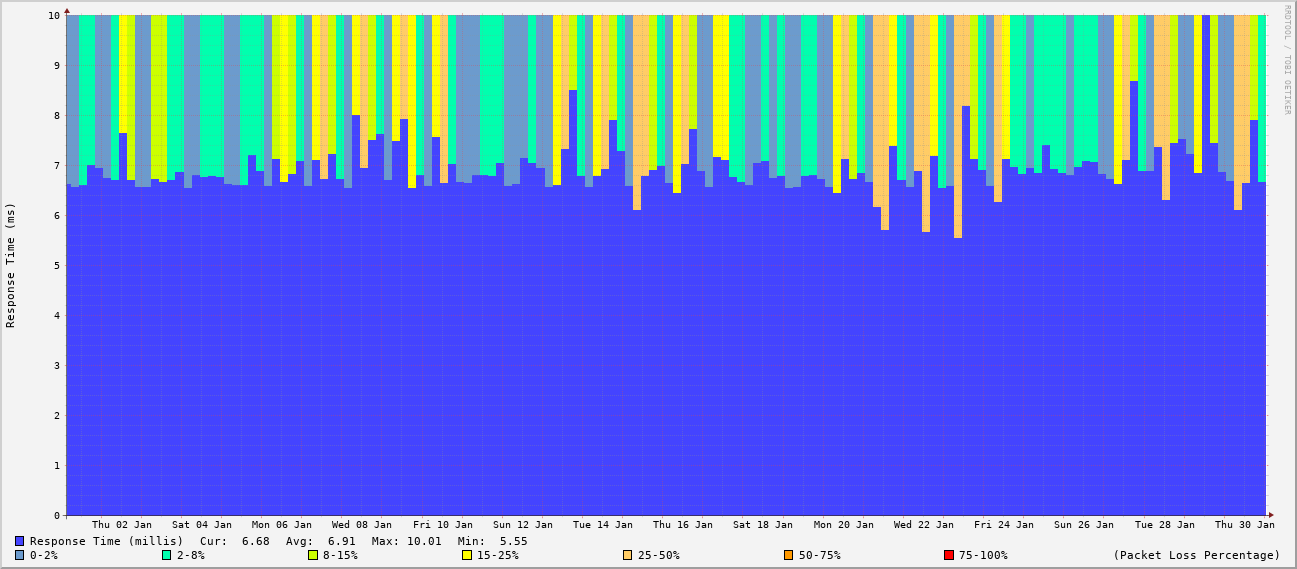 RRDTOOL / TOBI OETIKER
Response Time (ms)
10
9
8
7
6
5
4
3
2
1
0
Thu 02 Jan Sat 04 Jan Mon 06 Jan Wed 08 Jan Fri 10 Jan Sun 12 Jan Tue 14 Jan Thu 16 Jan Sat 18 Jan Mon 20 Jan Wed 22 Jan Fri 24 Jan Sun 26 Jan Tue 28 Jan Thu 30 Jan
Response Time (millis) Cur: 6.68 Avg: 6.91 Max: 10.01 Min: 5.55
0-2% 2-8% 8-15% 15-25% 25-50% 50-75% 75-100% (Packet Loss Percentage)